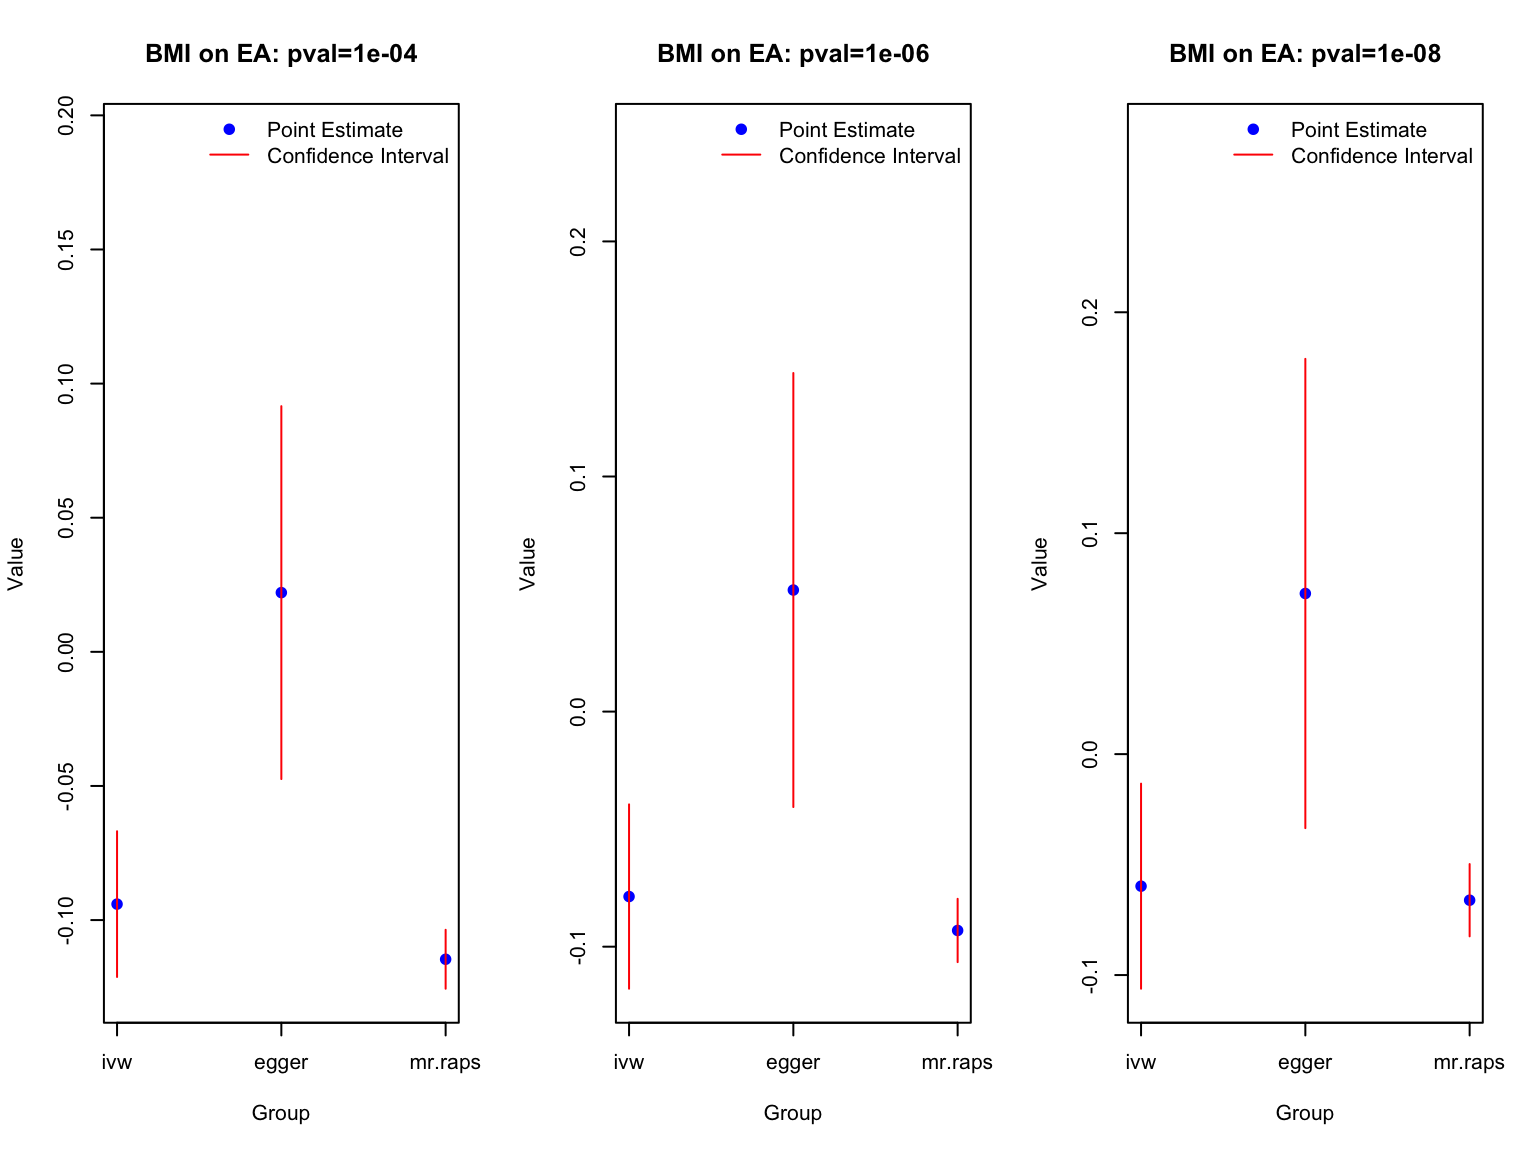 BMI on EA: pval=1e-04
Point Estimate
Confidence Interval
0.20
0.15
0.10
0.05
0.00
-0.05
-0.10
Value
ivw
egger
mr.raps
Group
BMI on EA: pval=1e-06
Point Estimate
Confidence Interval
0.2
0.1
0.0
-0.1
Value
ivw
egger
mr.raps
Group
BMI on EA: pval=1e-08
Point Estimate
Confidence Interval
0.2
0.1
0.0
-0.1
Value
ivw
egger
mr.raps
Group